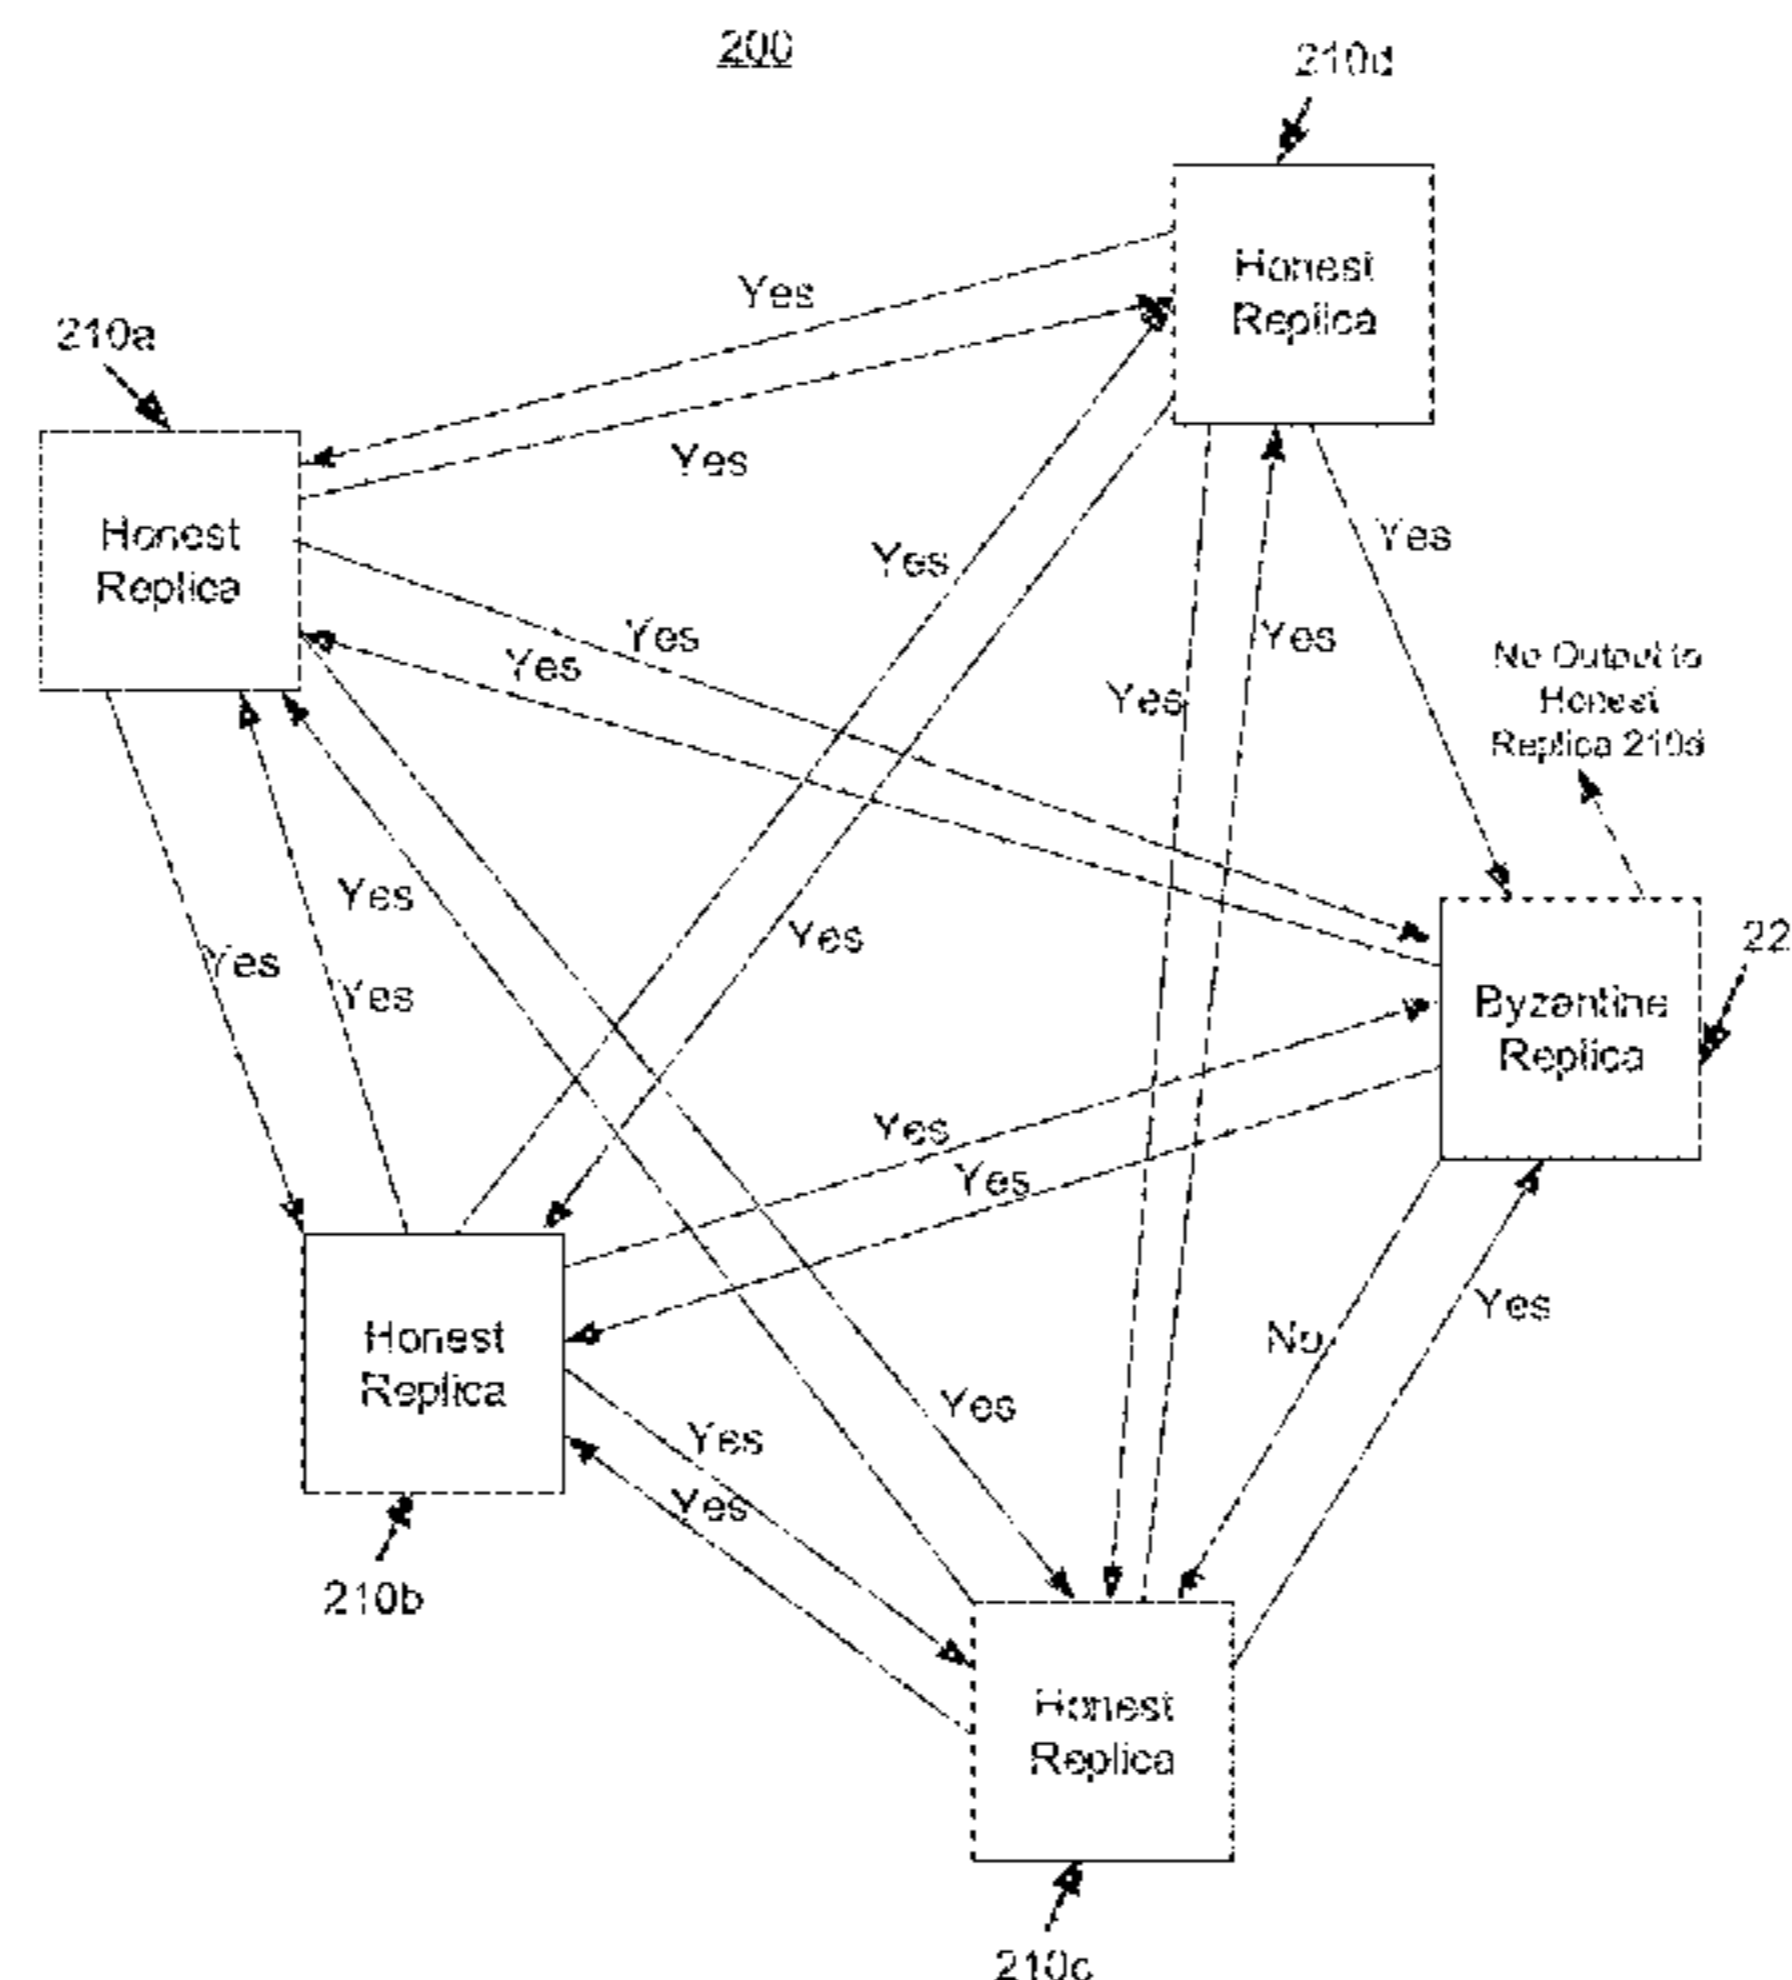 200
210d
Honest
Replica
Yes
210a
Yes
Honest
Replica
Yes
Yes
Yes
Yes
Yes
Yes
No Output to
Honest
Replica 210d
Yes
Yes
Yes
Yes
22
Byzantine
Replica
Yes
Yes
Yes
No
Honest
Replica
Yes
Yes
Yes
210b
Honest
Replica
210c